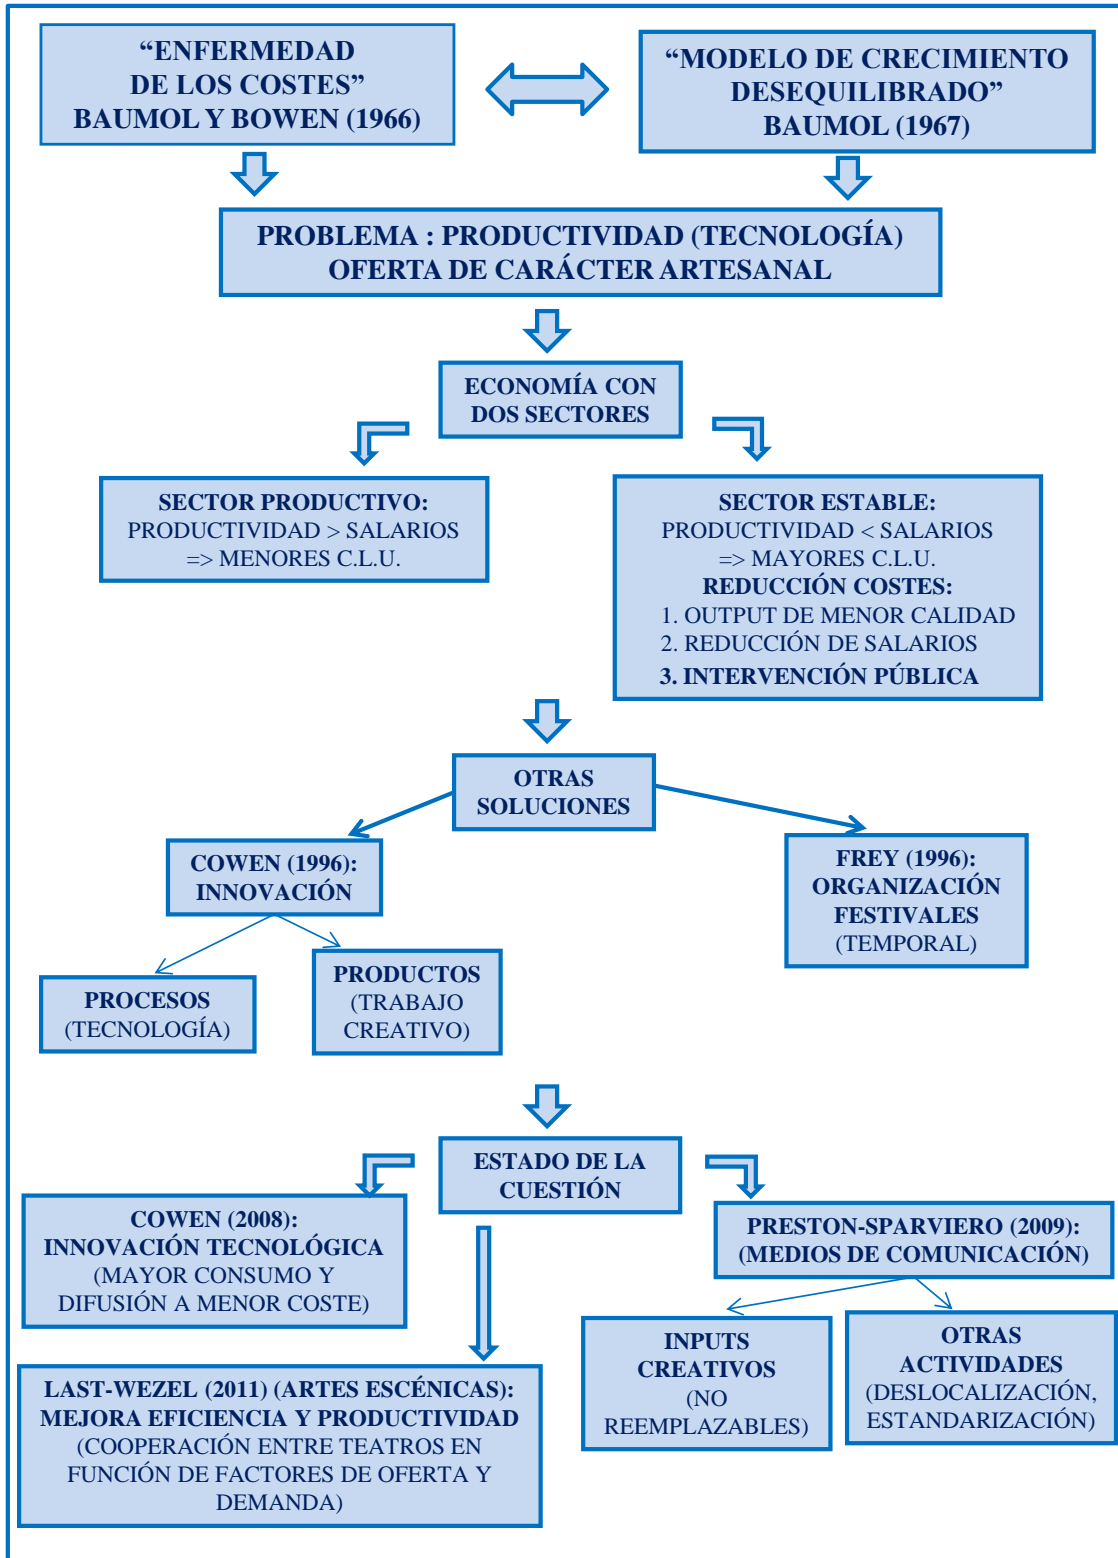 “ENFERMEDAD
DE LOS COSTES”
BAUMOL Y BOWEN (1966)
“MODELO DE CRECIMIENTO
DESEQUILIBRADO”
BAUMOL (1967)
PROBLEMA : PRODUCTIVIDAD (TECNOLOGÍA)
OFERTA DE CARÁCTER ARTESANAL
ECONOMÍA CON
DOS SECTORES
SECTOR PRODUCTIVO:
PRODUCTIVIDAD > SALARIOS
=> MENORES C.L.U.
SECTOR ESTABLE:
PRODUCTIVIDAD < SALARIOS
=> MAYORES C.L.U.
REDUCCIÓN COSTES:
1. OUTPUT DE MENOR CALIDAD
2. REDUCCIÓN DE SALARIOS
3. INTERVENCIÓN PÚBLICA
OTRAS
SOLUCIONES
COWEN (1996):
INNOVACIÓN
FREY (1996):
ORGANIZACIÓN
FESTIVALES
(TEMPORAL)
PROCESOS
(TECNOLOGÍA)
PRODUCTOS
(TRABAJO
CREATIVO)
ESTADO DE LA
CUESTIÓN
COWEN (2008):
INNOVACIÓN TECNOLÓGICA
(MAYOR CONSUMO Y
DIFUSIÓN A MENOR COSTE)
PRESTON-SPARVIERO (2009):
(MEDIOS DE COMUNICACIÓN)
INPUTS
CREATIVOS
(NO
REEMPLAZABLES)
OTRAS
ACTIVIDADES
(DESLOCALIZACIÓN,
ESTANDARIZACIÓN)
LAST-WEZEL (2011) (ARTES ESCÉNICAS):
MEJORA EFICIENCIA Y PRODUCTIVIDAD
(COOPERACIÓN ENTRE TEATROS EN
FUNCIÓN DE FACTORES DE OFERTA Y
DEMANDA)